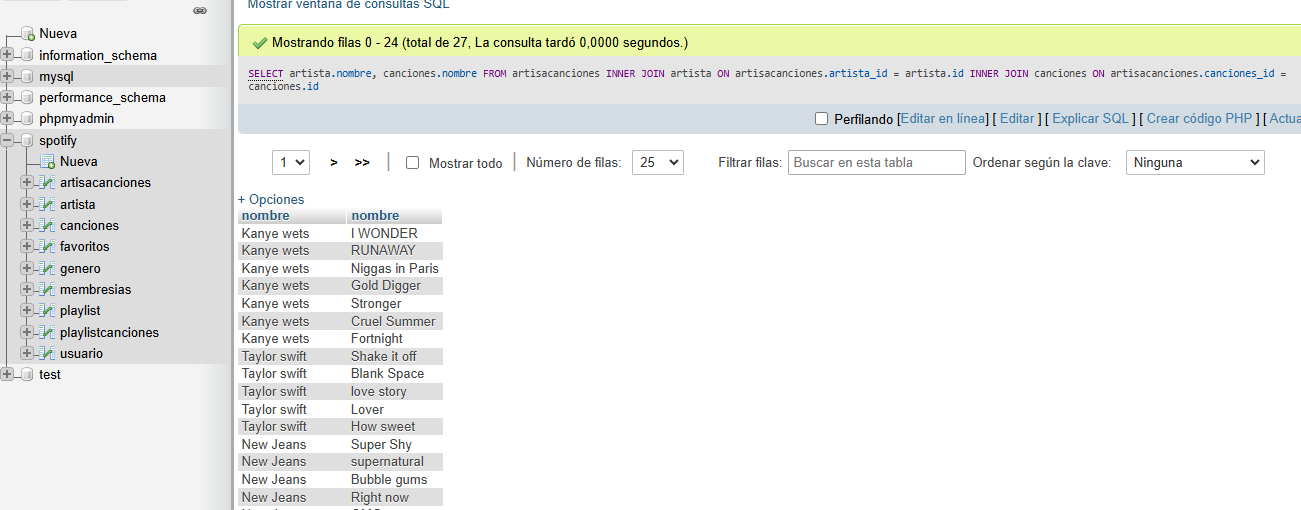 Mostrar ventana de consultas SQL
Nueva
information_schema
mysql
performance_schema
phpmyadmin
spotify
Nueva
artisacanciones
artista
canciones
favoritos
genero
membresias
playlist
playlistcanciones
usuario
test
Mostrando filas 0 - 24 (total de 27, La consulta tardó 0,0000 segundos.)
SELECT artista.nombre, canciones.nombre FROM artisacanciones INNER JOIN artista ON artisacanciones.artista_id = artista.id INNER JOIN canciones ON artisacanciones.canciones_id =
canciones.id
Perfilando [Editar en línea] [ Editar ] [ Explicar SQL ] [ Crear código PHP ] [ Actua
1 > >> | Mostrar todo | Número de filas: 25 Filtrar filas: Buscar en esta tabla Ordenar según la clave: Ninguna
+ Opciones
nombre nombre
Kanye wets I WONDER
Kanye wets RUNAWAY
Kanye wets Niggas in Paris
Kanye wets Gold Digger
Kanye wets Stronger
Kanye wets Cruel Summer
Kanye wets Fortnight
Taylor swift Shake it off
Taylor swift Blank Space
Taylor swift love story
Taylor swift Lover
Taylor swift How sweet
New Jeans Super Shy
New Jeans supernatural
New Jeans Bubble gums
New Jeans Right now